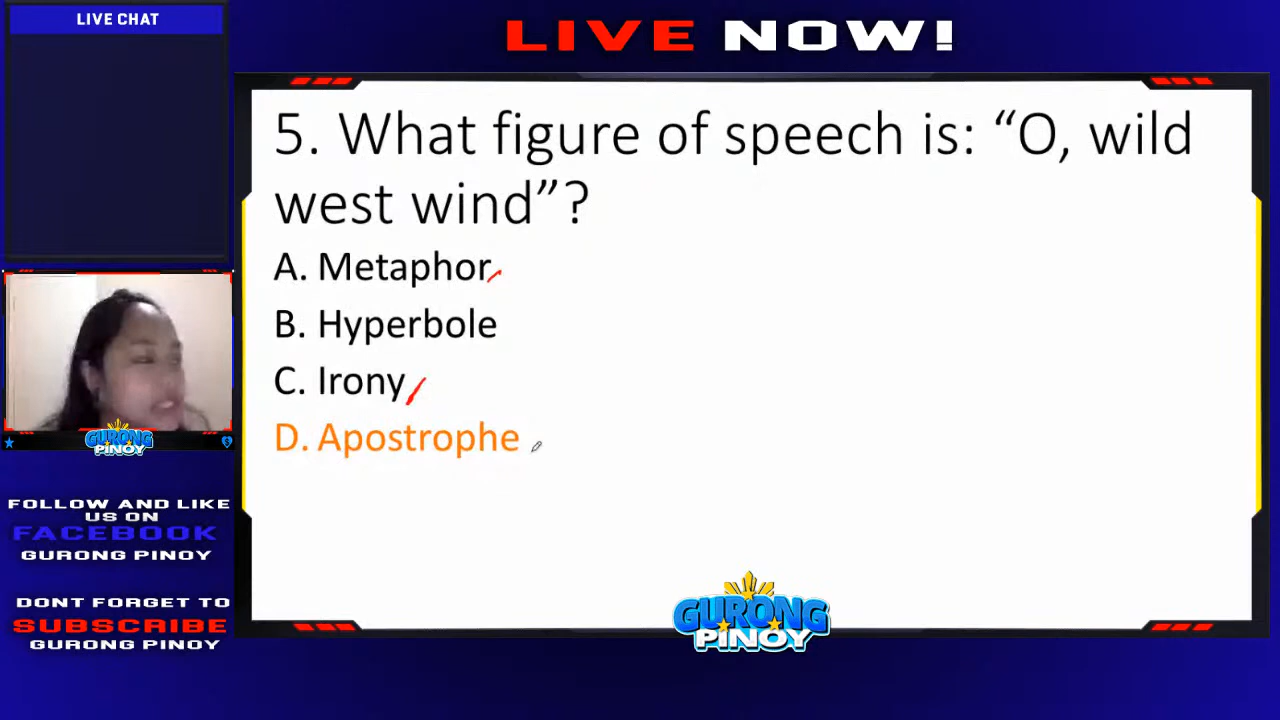 LIVE CHAT
LIVE NOW!
5. What figure of speech is: “O, wild
west wind”?
A. Metaphor
B. Hyperbole
C. Irony
D. Apostrophe
GURONG
PINOY
FOLLOW AND LIKE
US ON
FACEBOOK
GURONG PINOY
DONT FORGET TO
SUBSCRIBE
GURONG PINOY
GURONG
PINOY